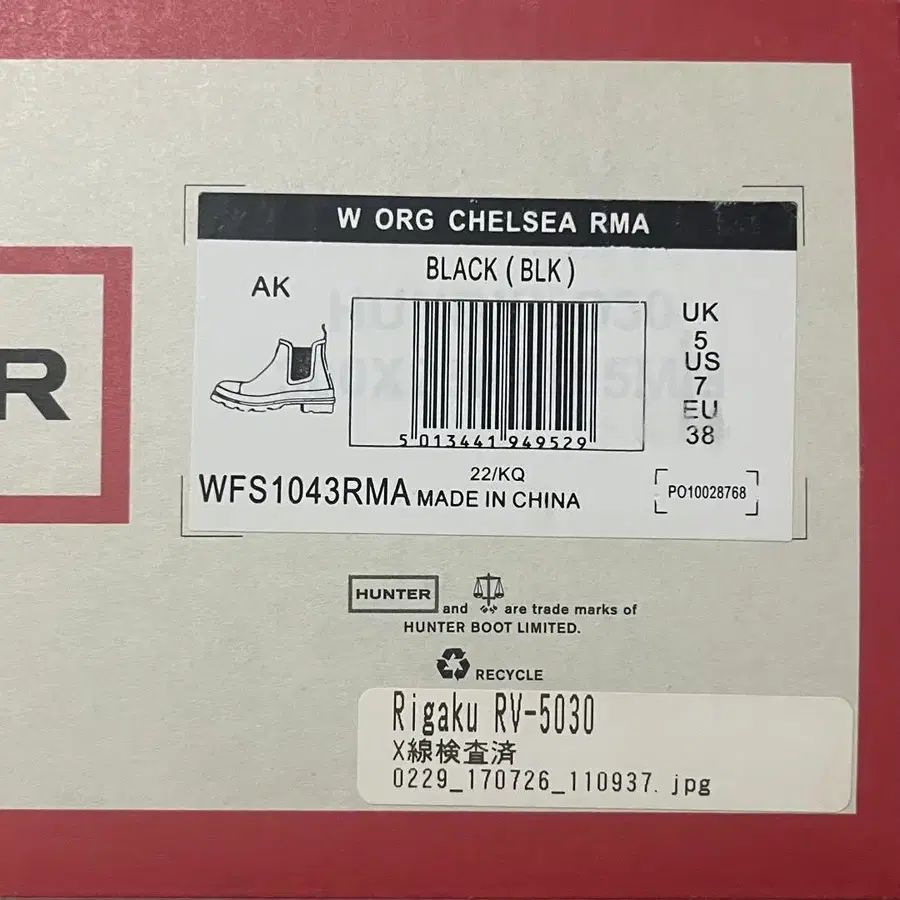 R
W ORG CHELSEA RMA
BLACK ( BLK )
AK
UK
5
US
7
EU
38
5 013441 949529
22/KQ
WFS1043RMA MADE IN CHINA
PO10028768
HUNTER and are trade marks of
HUNTER BOOT LIMITED.
RECYCLE
Rigaku RV-5030
X線検査済
0229_170726_110937. jpg